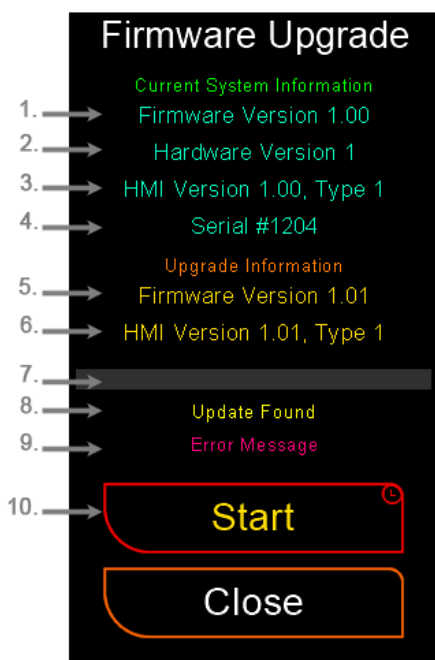 Firmware Upgrade
Current System Information
1. Firmware Version 1.00
2. Hardware Version 1
3. HMI Version 1.00, Type 1
4. Serial #1204
Upgrade Information
5. Firmware Version 1.01
6. HMI Version 1.01, Type 1
7.
8. Update Found
9. Error Message
10. Start
Close